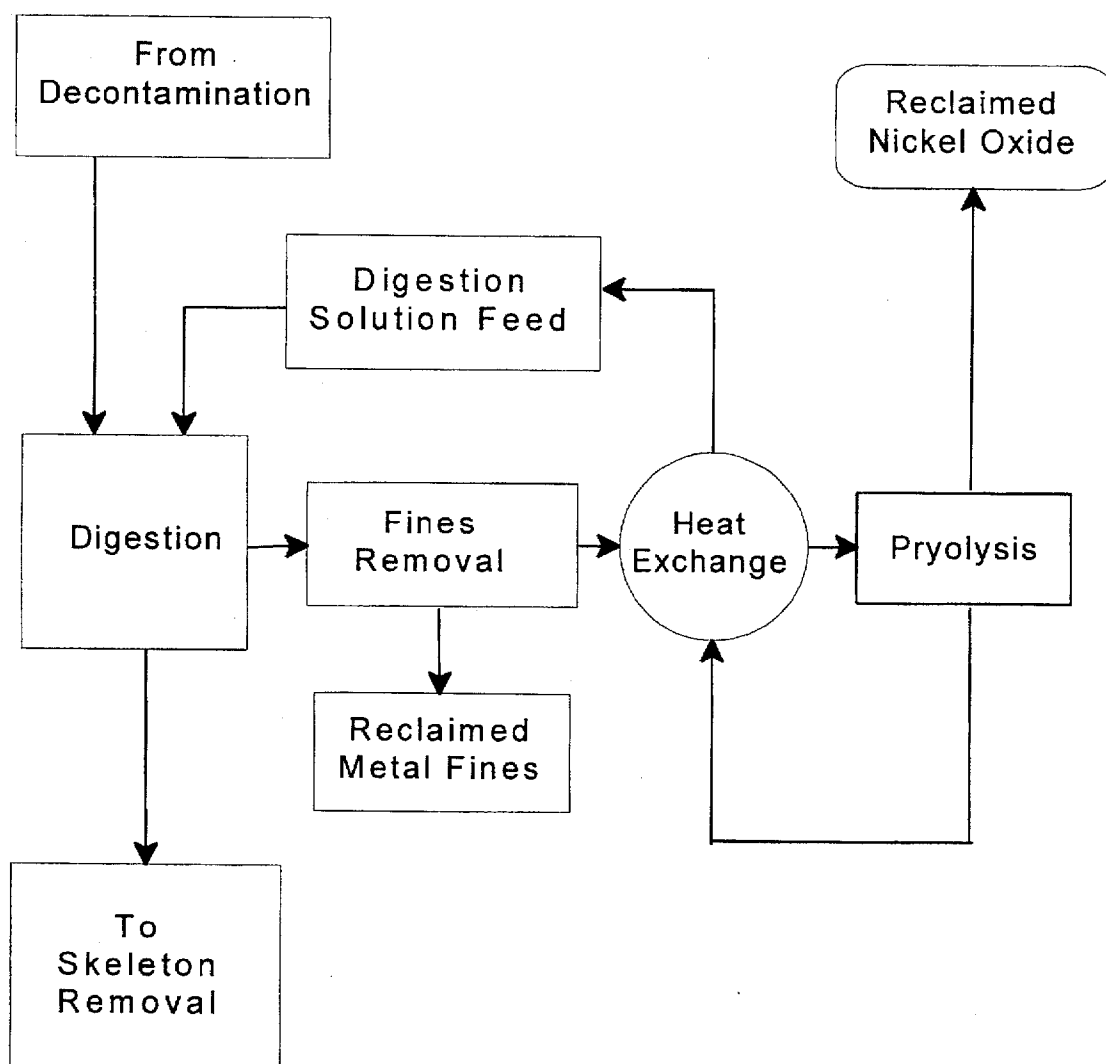 From
Decontamination
Reclaimed
Nickel Oxide
Digestion
Solution Feed
Digestion
Fines
Removal
Heat
Exchange
Pryolysis
Reclaimed
Metal Fines
To
Skeleton
Removal